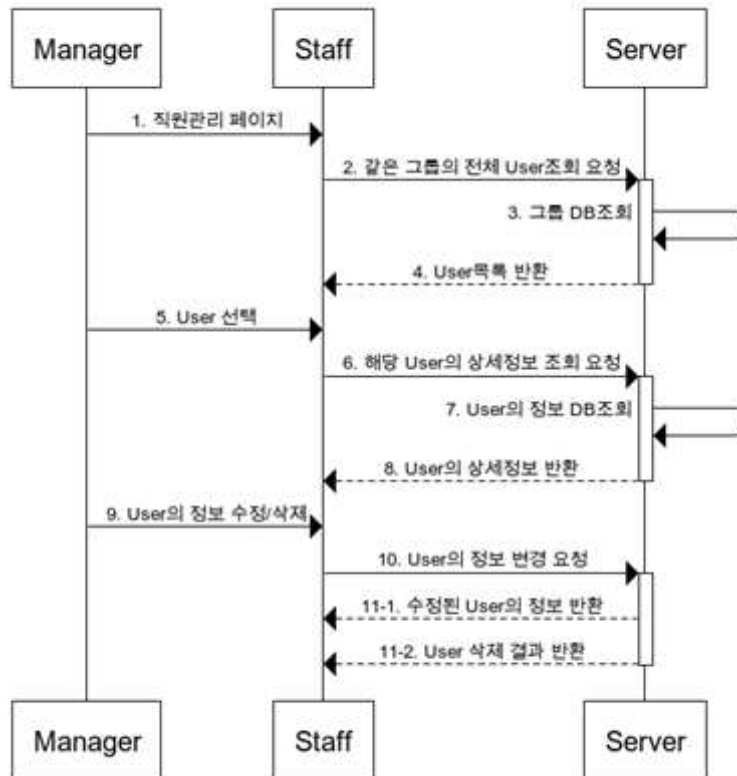 Manager
Staff
Server
1. 직원관리 페이지
2. 같은 그룹의 전체 User조회 요청
3. 그룹 DB조회
4. User목록 반환
5. User 선택
6. 해당 User의 상세정보 조회 요청
7. User의 정보 DB조회
8. User의 상세정보 반환
9. User의 정보 수정/삭제
10. User의 정보 변경 요청
11-1. 수정된 User의 정보 반환
11-2. User 삭제 결과 반환
Manager
Staff
Server